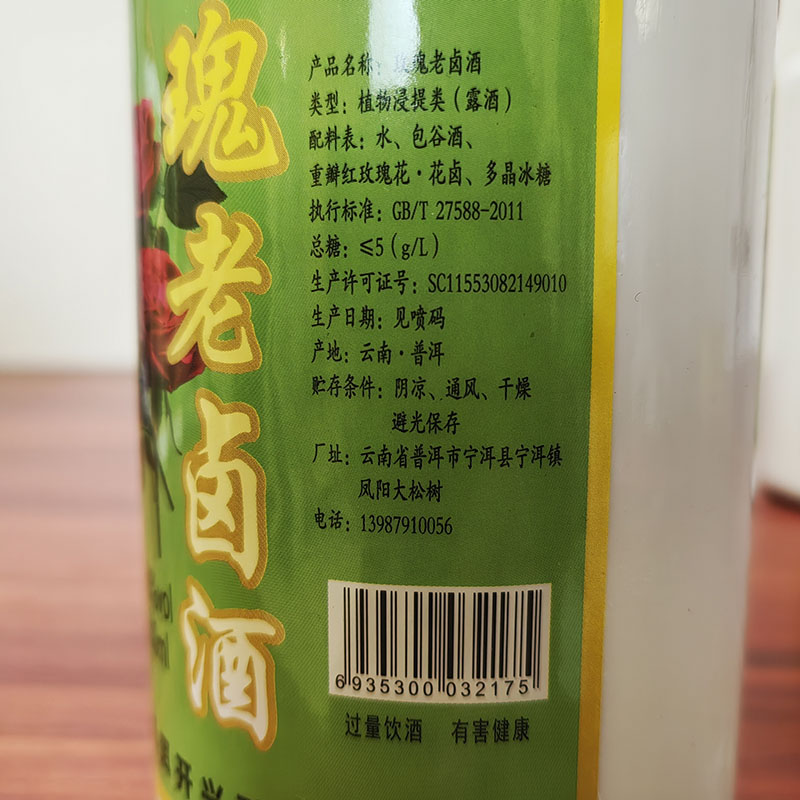 瑰老卤酒
产品名称：玫瑰老卤酒
类型：植物浸提类（露酒）
配料表：水、包谷酒、
重瓣红玫瑰花·花卤、多晶冰糖
执行标准：GB/T 27588-2011
总糖：≤5（g/L）
生产许可证号：SC11553082149010
生产日期：见喷码
产地：云南·普洱
贮存条件：阴凉、通风、干燥
避光保存
厂址：云南省普洱市宁洱县宁洱镇
凤阳大松树
电话：13987910056
6935300032175
过量饮酒 有害健康
开兴